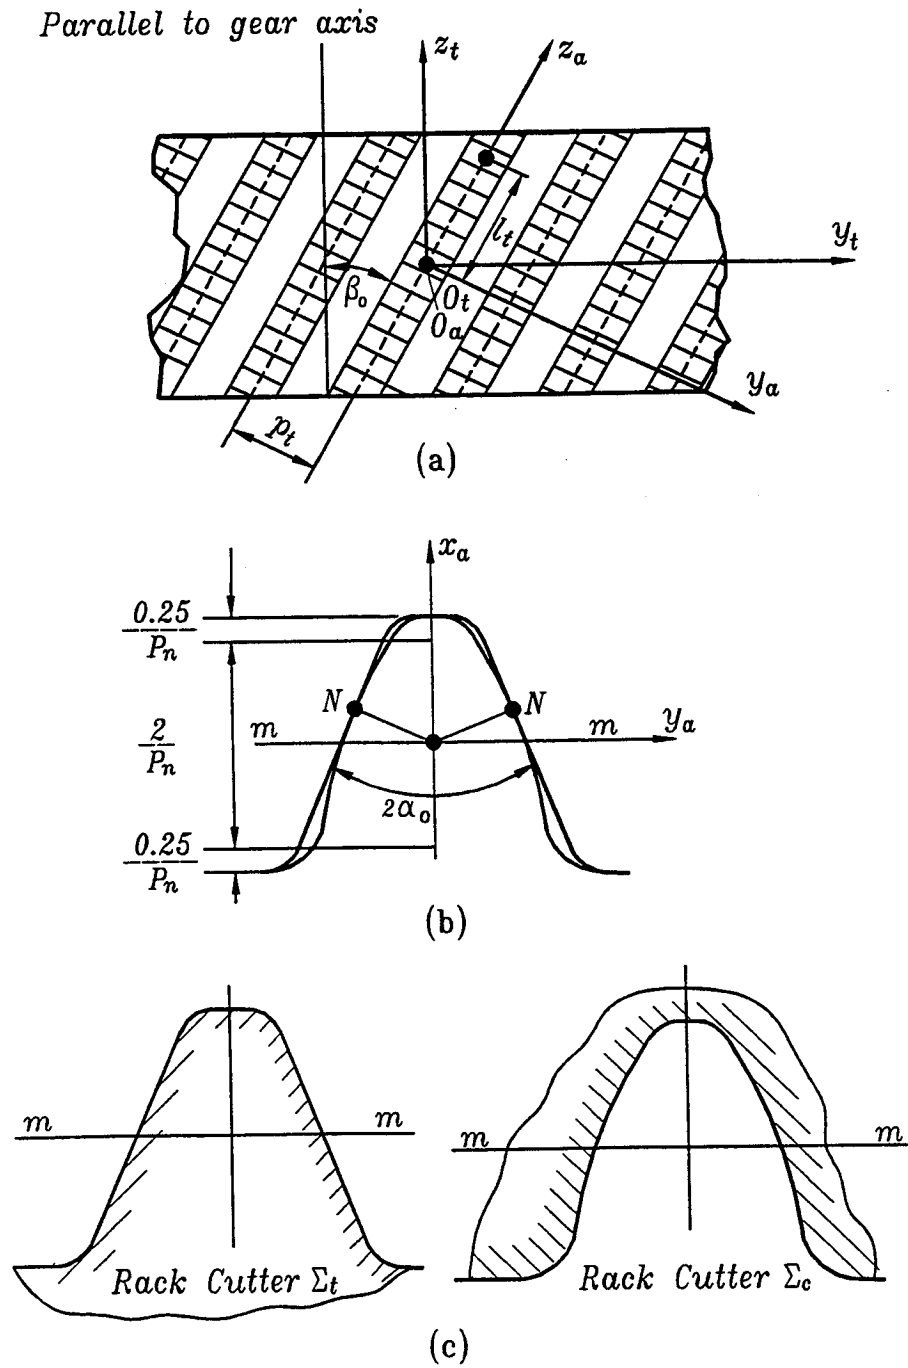 Parallel to gear axis
z_t
z_a
l_t
y_t
β_o
O_t
O_a
y_a
p_t
(a)
x_a
0.25
P_n
N
N
m
m
y_a
2
P_n
2α_o
0.25
P_n
(b)
m
m
m
m
Rack Cutter Σ_t
Rack Cutter Σ_c
(c)